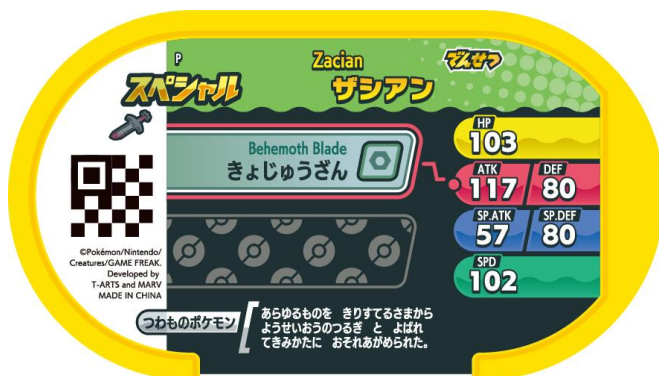 P
スペシャル
Zacian
ザシアン
でんせつ
Behemoth Blade
きょじゅうざん
HP
103
ATK
117
DEF
80
SP.ATK
57
SP.DEF
80
SPD
102
©Pokémon/Nintendo/
Creatures/GAME FREAK.
Developed by
T-ARTS and MARV
MADE IN CHINA
つわものポケモン
あらゆるものを きりすてるさまから
ようせいおうのつるぎ と よばれ
てきみかたに おそれあがめられた。